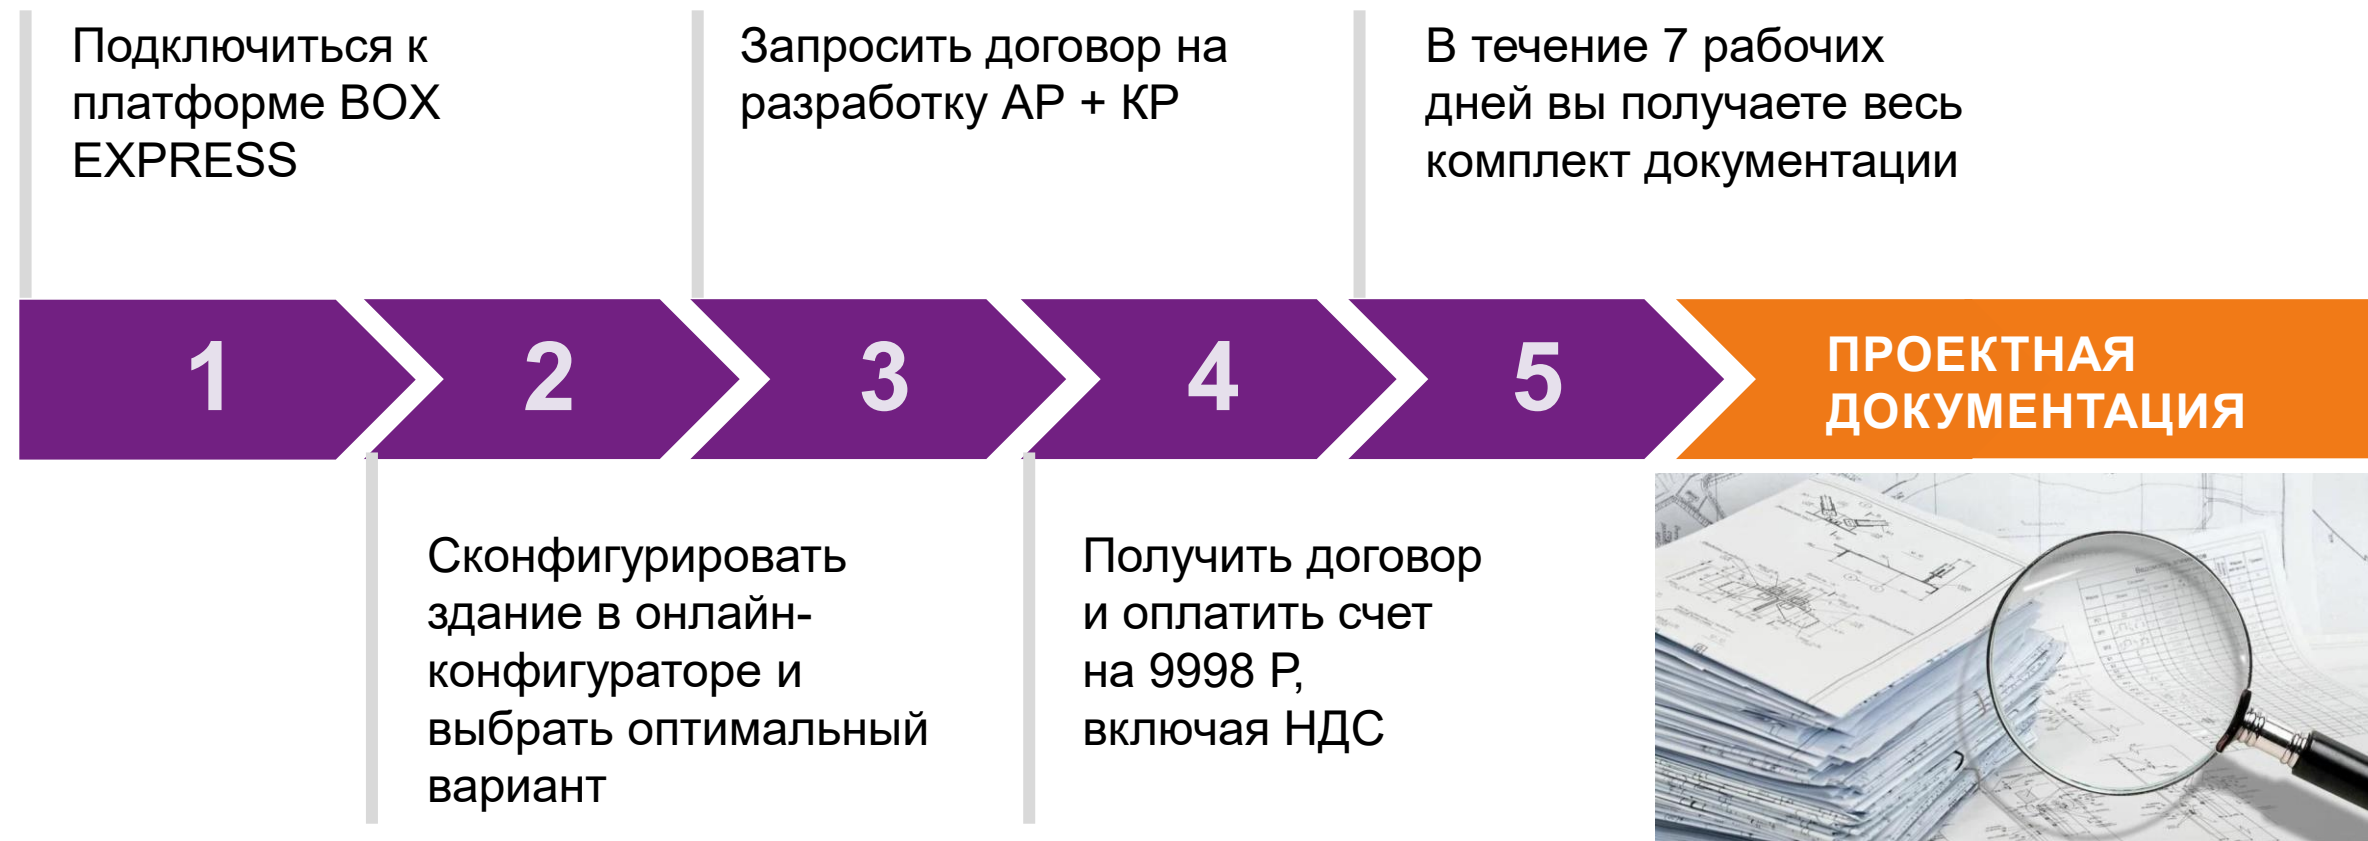 Подключиться к
платформе BOX
EXPRESS
Запросить договор на
разработку АР + КР
В течение 7 рабочих
дней вы получаете весь
комплект документации
1
2
3
4
5
ПРОЕКТНАЯ
ДОКУМЕНТАЦИЯ
Сконфигурировать
здание в онлайн-
конфигураторе и
выбрать оптимальный
вариант
Получить договор
и оплатить счет
на 9998 Р,
включая НДС